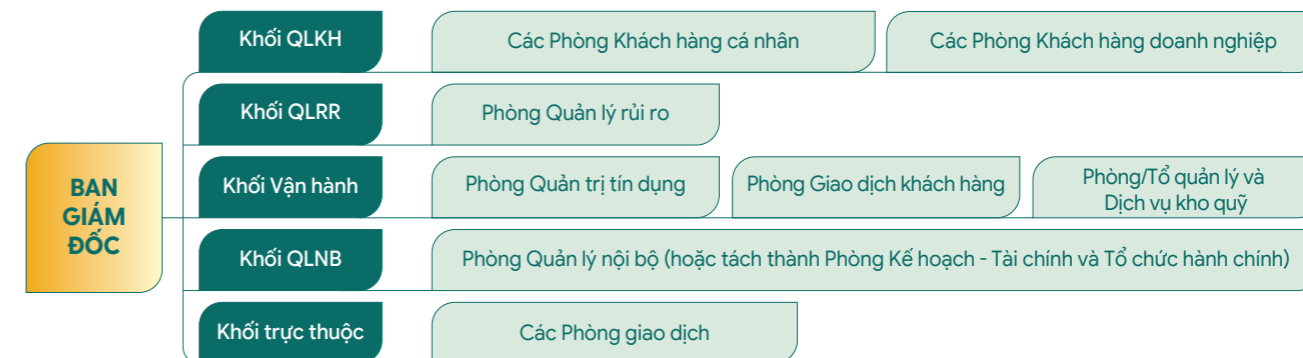 BAN
GIÁM
ĐỐC
Khối QLKH
Các Phòng Khách hàng cá nhân
Các Phòng Khách hàng doanh nghiệp
Khối QLRR
Phòng Quản lý rủi ro
Khối Vận hành
Phòng Quản trị tín dụng
Phòng Giao dịch khách hàng
Phòng/Tổ quản lý và
Dịch vụ kho quỹ
Khối QLNB
Phòng Quản lý nội bộ (hoặc tách thành Phòng Kế hoạch - Tài chính và Tổ chức hành chính)
Khối trực thuộc
Các Phòng giao dịch